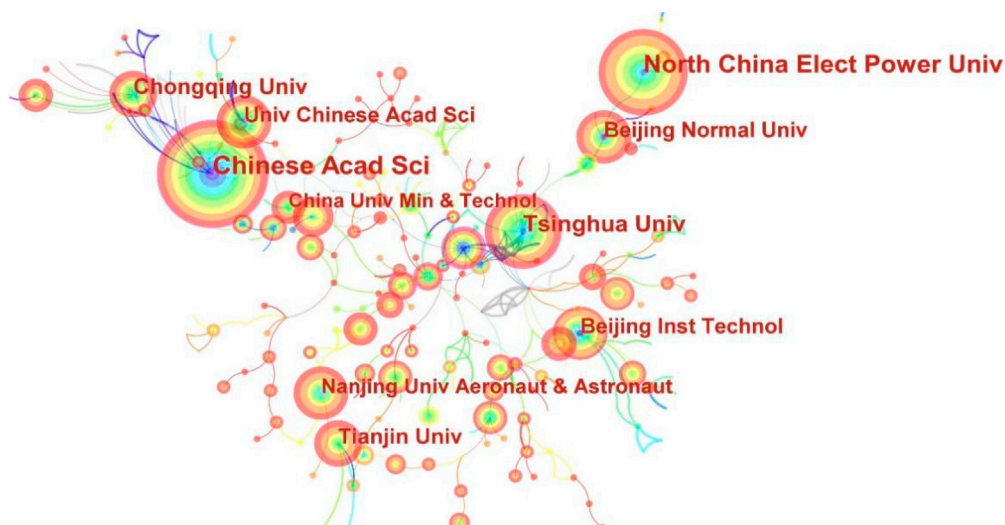 North China Elect Power Univ
Chongqing Univ
Univ Chinese Acad Sci
Beijing Normal Univ
Chinese Acad Sci
China Univ Min & Technol
Tsinghua Univ
Beijing Inst Technol
Nanjing Univ Aeronaut & Astronaut
Tianjin Univ